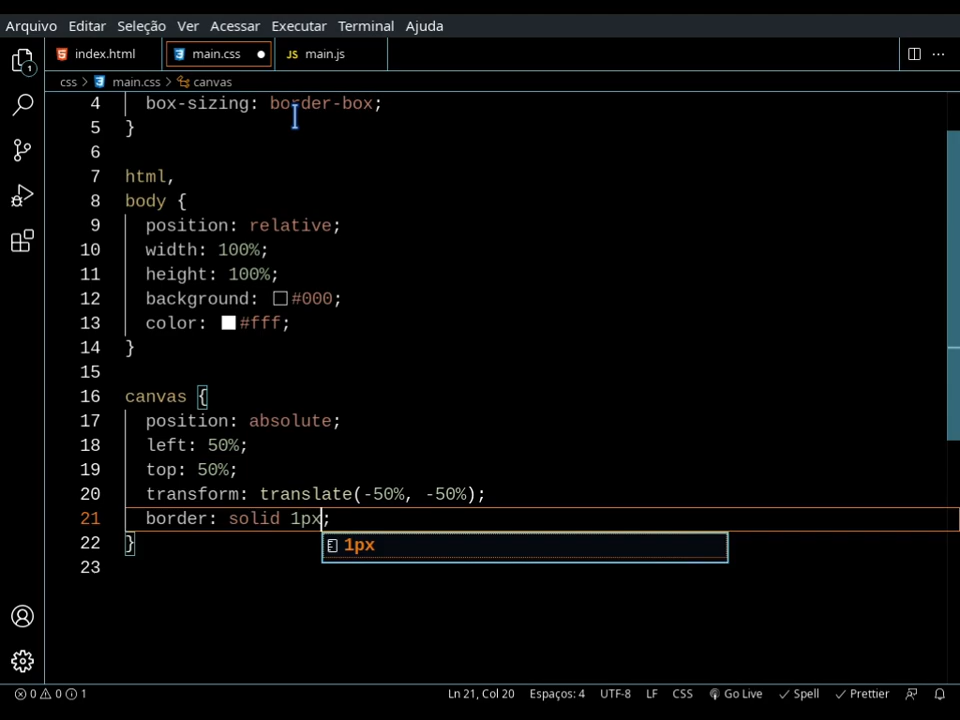 Arquivo Editar Seleção Ver Acessar Executar Terminal Ajuda
index.html main.css JS main.js
css > main.css > canvas
4 box-sizing: border-box;
5 }
6
7 html,
8 body {
9 position: relative;
10 width: 100%;
11 height: 100%;
12 background: #000;
13 color: #fff;
14 }
15
16 canvas {
17 position: absolute;
18 left: 50%;
19 top: 50%;
20 transform: translate(-50%, -50%);
21 border: solid 1px;
1px
22 }
23
0 0 1 Ln 21, Col 20 Espaços: 4 UTF-8 LF CSS Go Live Spell Prettier